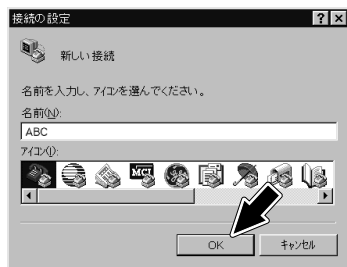 接続の設定
新しい接続
名前を入力し、アイコンを選んでください。
名前(N):
ABC
アイコン(I):
MCI
OK
キャンセル